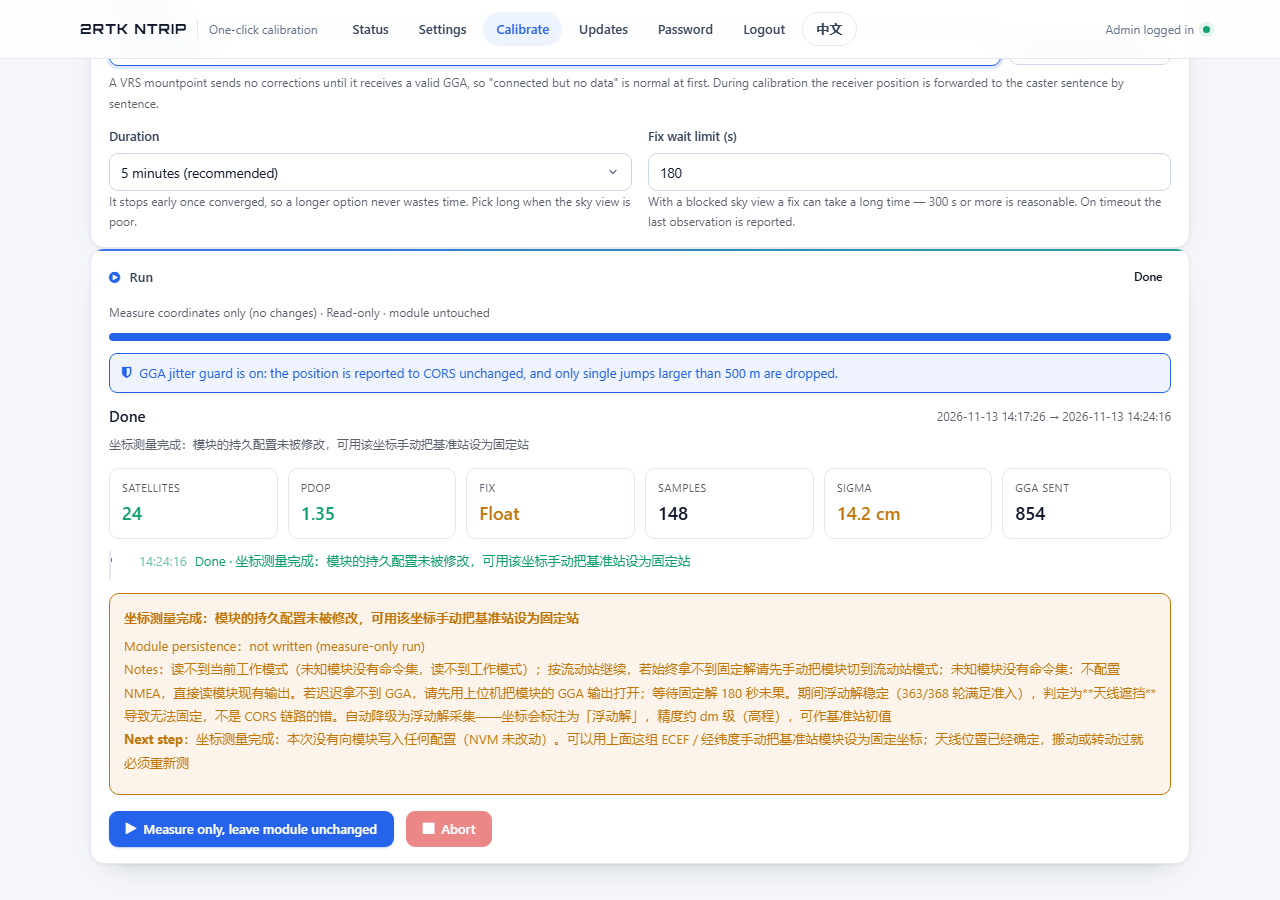 2RTK NTRIP
One-click calibration
Status
Settings
Calibrate
Updates
Password
Logout
中文
Admin logged in
A VRS mountpoint sends no corrections until it receives a valid GGA, so "connected but no data" is normal at first. During calibration the receiver position is forwarded to the caster sentence by
sentence.
Duration
Fix wait limit (s)
5 minutes (recommended)
180
It stops early once converged, so a longer option never wastes time. Pick long when the sky view is
poor.
With a blocked sky view a fix can take a long time — 300 s or more is reasonable. On timeout the
last observation is reported.
Run
Done
Measure coordinates only (no changes) · Read-only · module untouched
GGA jitter guard is on: the position is reported to CORS unchanged, and only single jumps larger than 500 m are dropped.
Done
2026-11-13 14:17:26 → 2026-11-13 14:24:16
坐标测量完成：模块的持久配置未被修改，可用该坐标手动把基准站设为固定站
SATELLITES
24
PDOP
1.35
FIX
Float
SAMPLES
148
SIGMA
14.2 cm
GGA SENT
854
14:24:16 Done · 坐标测量完成：模块的持久配置未被修改，可用该坐标手动把基准站设为固定站
坐标测量完成：模块的持久配置未被修改，可用该坐标手动把基准站设为固定站
Module persistence：not written (measure-only run)
Notes：读不到当前工作模式（未知模块没有命令集，读不到工作模式）；按流动站继续，若始终拿不到固定解请先手动把模块切到流动站模式；未知模块没有命令集：不配置
NMEA，直接读模块现有输出。若迟迟拿不到 GGA，请先用上位机把模块的 GGA 输出打开；等待固定解 180 秒未果。期间浮动解稳定（363/368 轮满足准入），判定为**天线遮挡**
导致无法固定，不是 CORS 链路的错。自动降级为浮动解采集——坐标会标注为「浮动解」，精度约 dm 级（高程），可作基准站初值
Next step：坐标测量完成：本次没有向模块写入任何配置（NVM 未改动）。可以用上面这组 ECEF / 经纬度手动把基准站模块设为固定坐标；天线位置已经确定，搬动或转动过就
必须重新测
Measure only, leave module unchanged
Abort